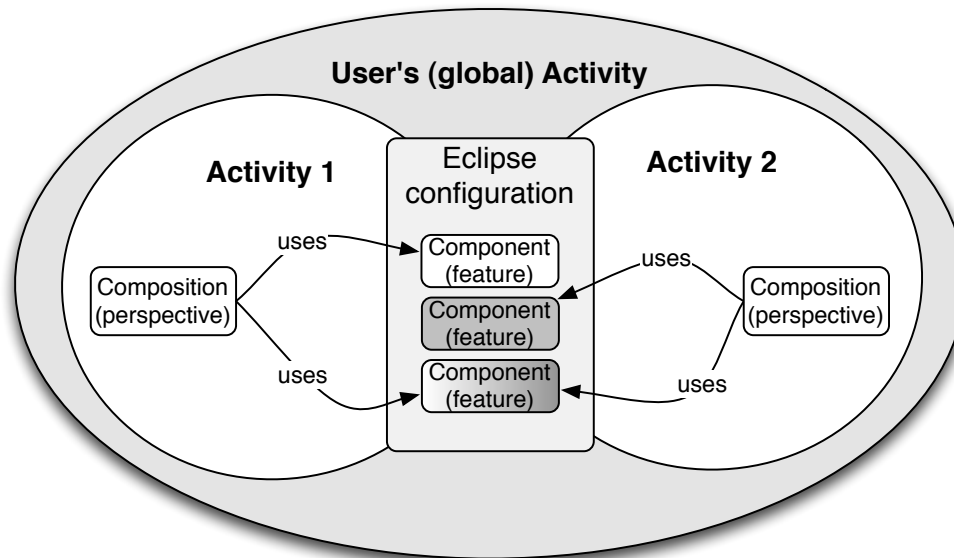 User's (global) Activity
Activity 1
Eclipse
configuration
Activity 2
uses
Component
(feature)
uses
Composition
(perspective)
Component
(feature)
Composition
(perspective)
uses
Component
(feature)
uses